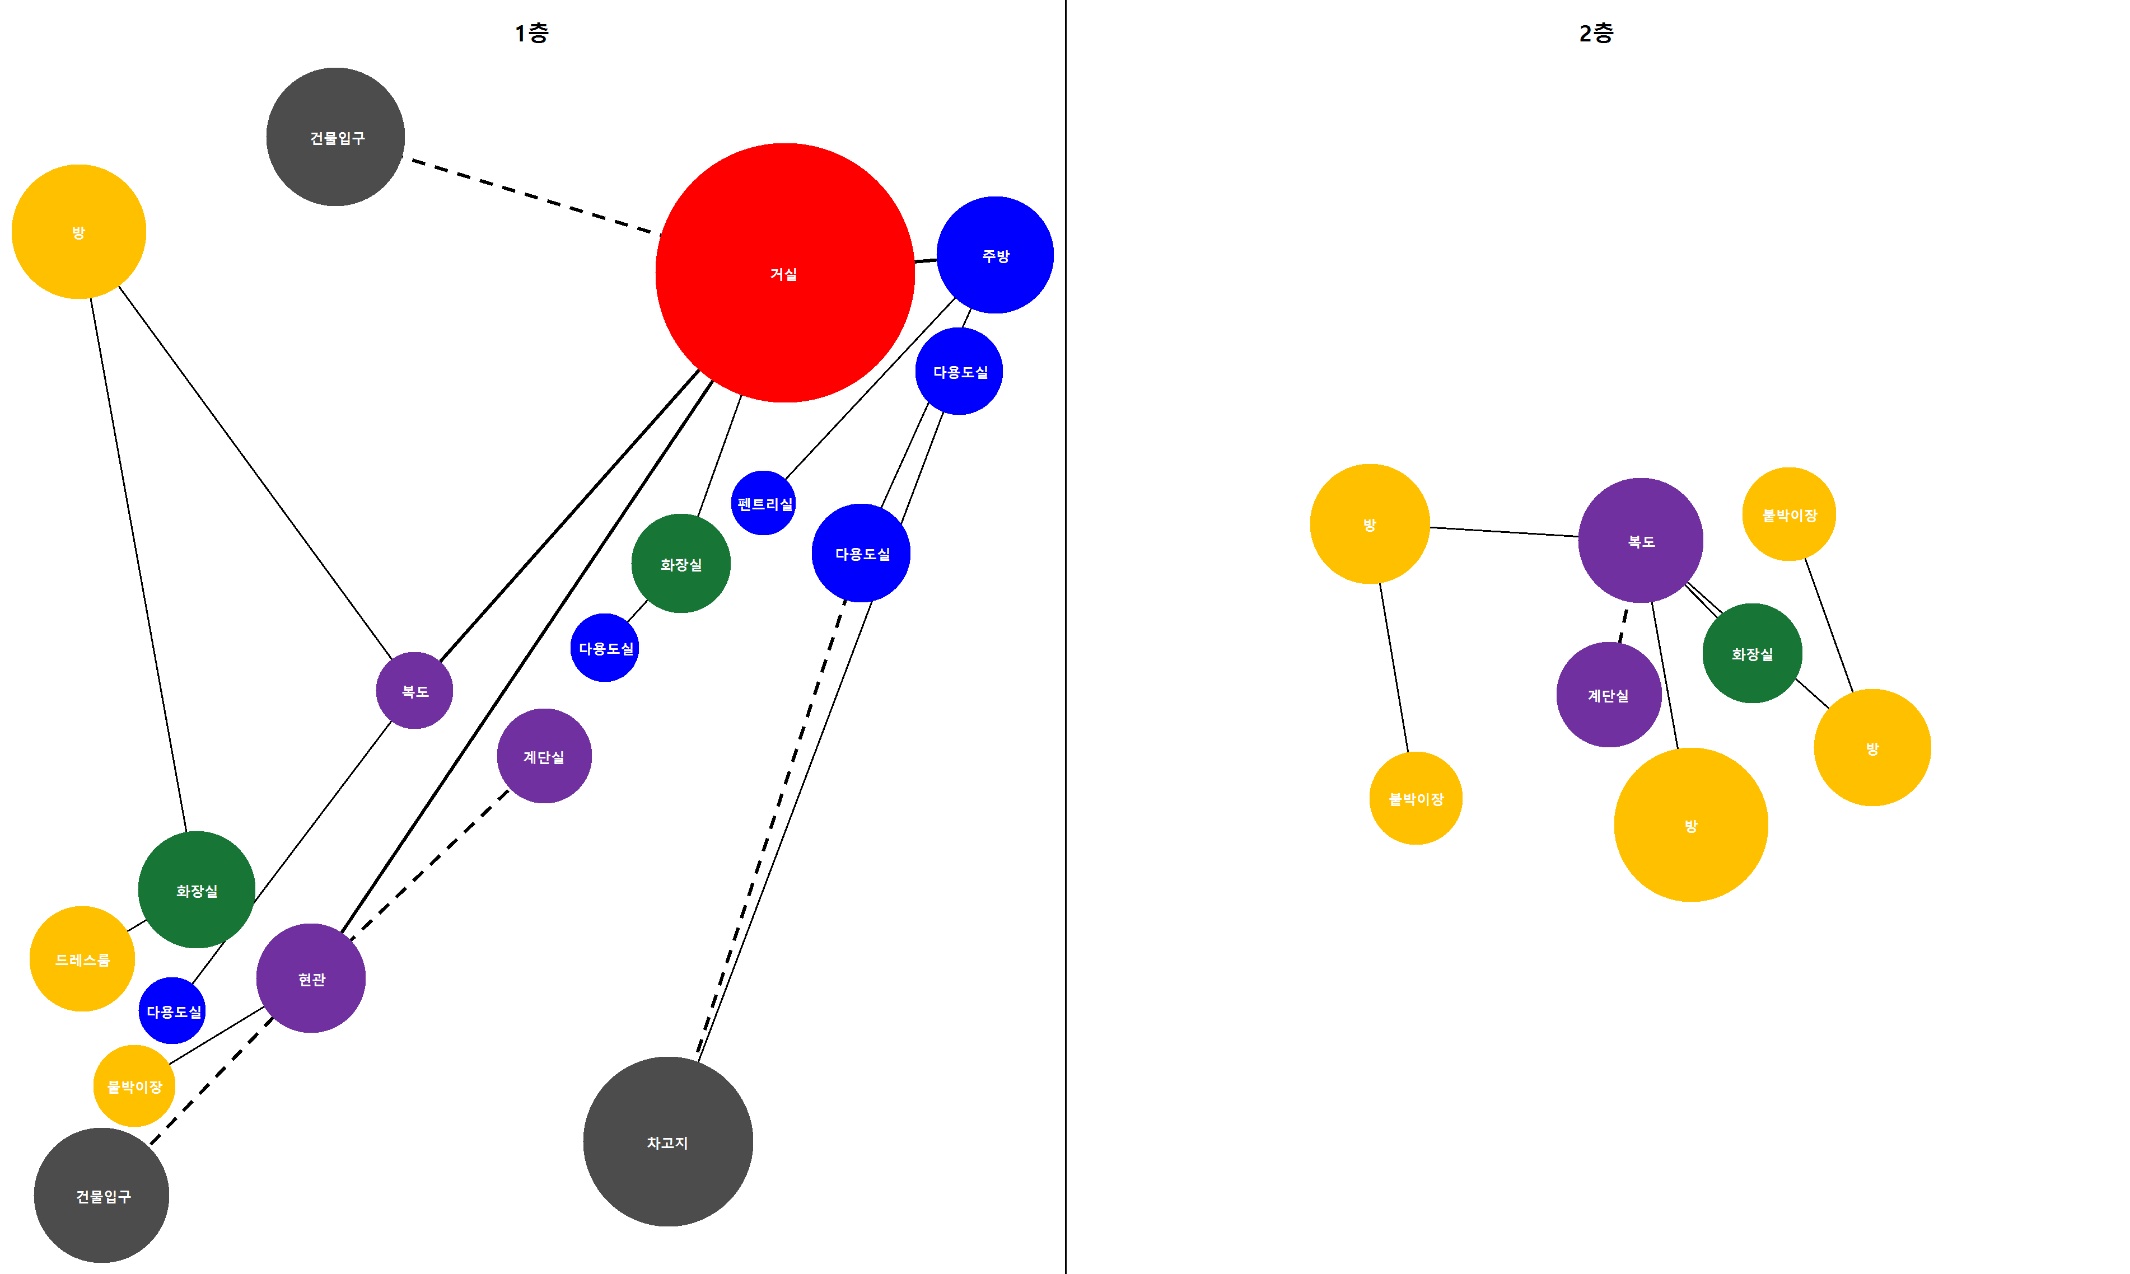 1층
건물입구
방
거실
주방
다용도실
펜트리실
화장실
다용도실
다용도실
복도
계단실
화장실
드레스룸
현관
다용도실
붙박이장
차고지
건물입구
2층
방
복도
붙박이장
화장실
계단실
방
붙박이장
방